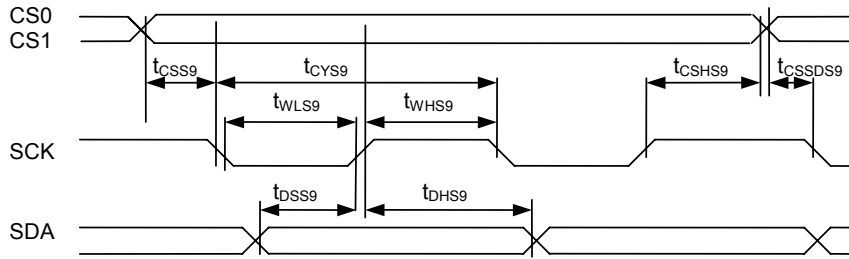 CS0
CS1
tCSS9 tCYS9 tCSHS9 tCSSDS9
tWLS9 tWHS9
SCK
tDSS9 tDHS9
SDA